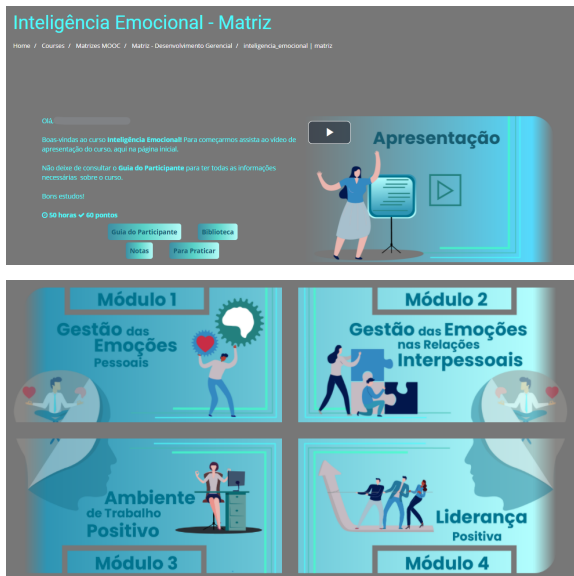 Inteligência Emocional - Matriz
Home / Courses / Matrizes MOOC / Matriz - Desenvolvimento Gerencial / inteligencia_emocional | matriz
Olá,
Boas-vindas ao curso Inteligência Emocional! Para começarmos assista ao vídeo de
apresentação do curso, aqui na página inicial.
Não deixe de consultar o Guia do Participante para ter todas as informações
necessárias sobre o curso.
Bons estudos!
50 horas 60 pontos
Guia do Participante Biblioteca
Notas Para Praticar
Apresentação
Módulo 1
Gestão das
Emoções
Pessoais
Módulo 2
Gestão das Emoções
nas Relações
Interpessoais
Ambiente
de Trabalho
Positivo
Módulo 3
Liderança
Positiva
Módulo 4